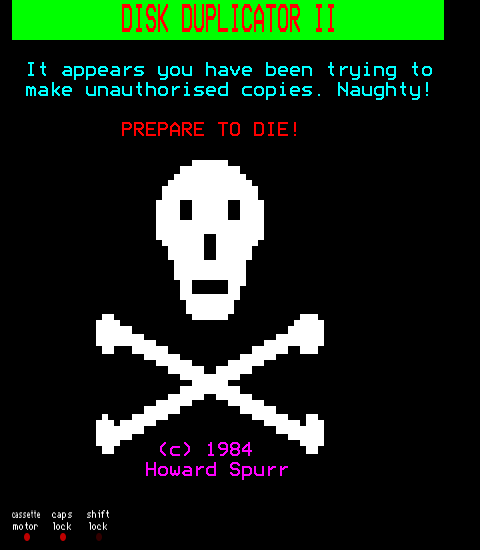 DISK DUPLICATOR II
It appears you have been trying to
make unauthorised copies. Naughty!
PREPARE TO DIE!
(c) 1984
Howard Spurr
cassette motor
caps lock
shift lock